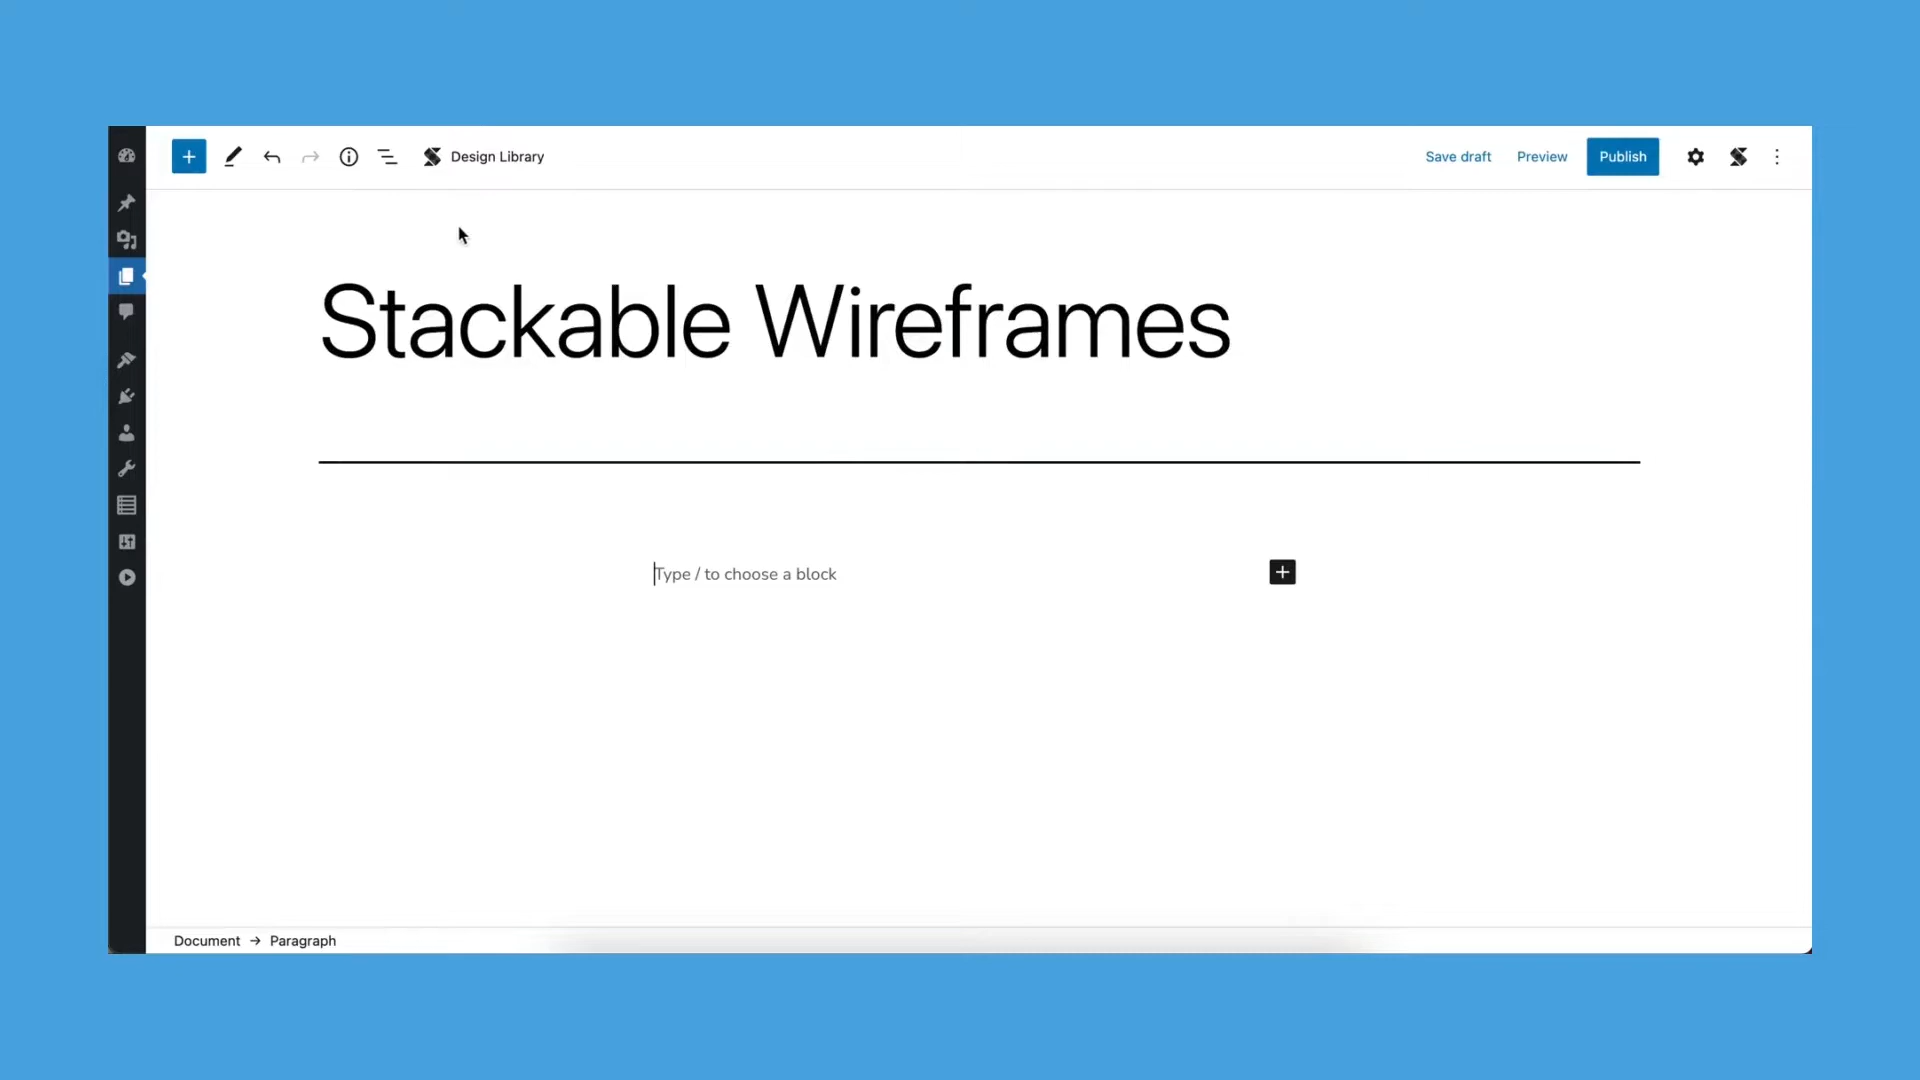 Design Library
Save draft
Preview
Publish
Stackable Wireframes
Type / to choose a block
Document → Paragraph